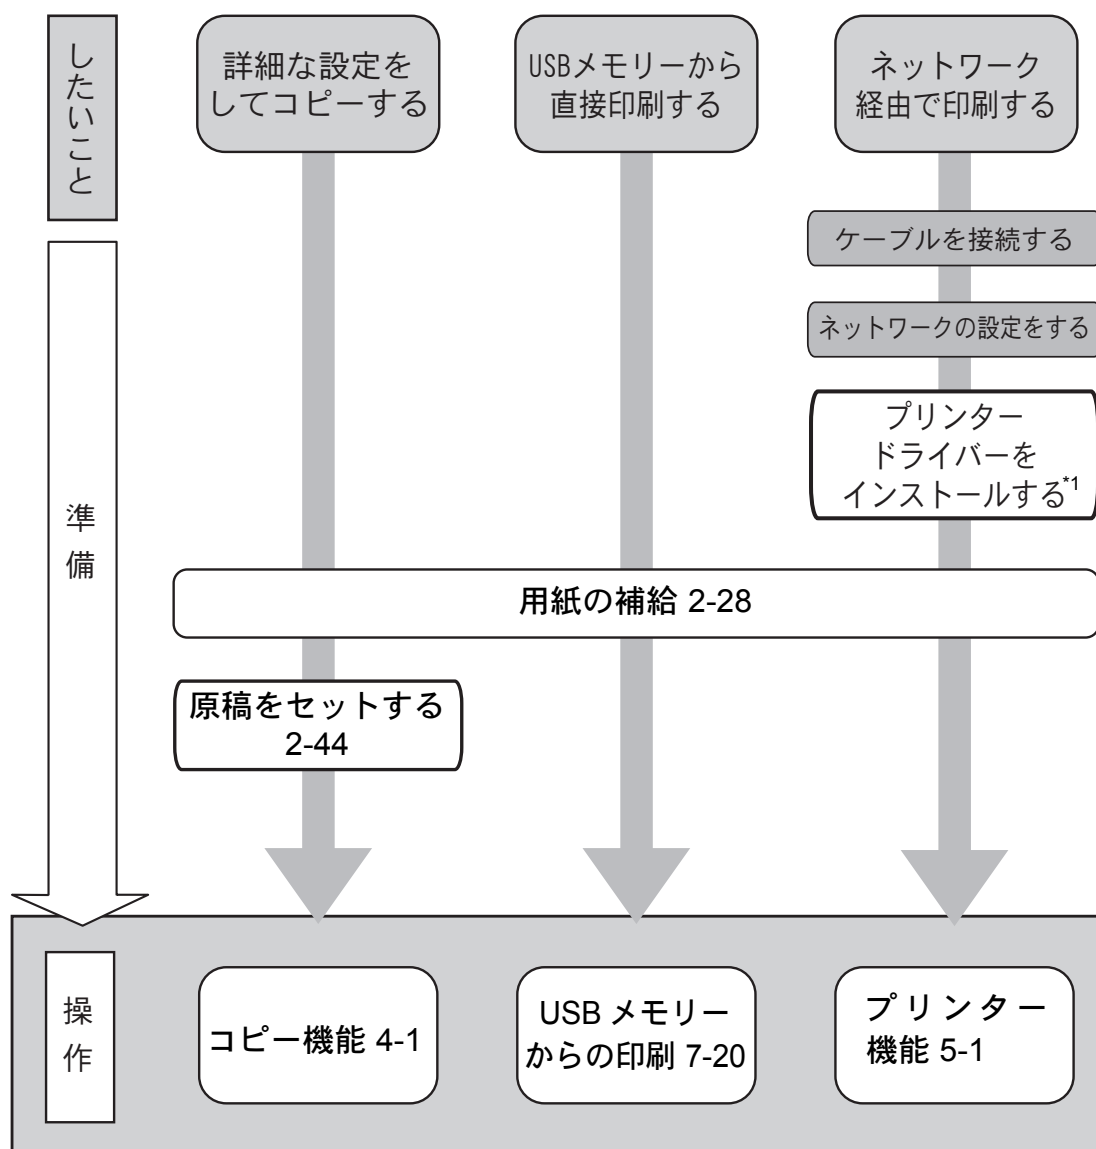 したいこと
詳細な設定を
してコピーする
USBメモリーから
直接印刷する
ネットワーク
経由で印刷する
ケーブルを接続する
ネットワークの設定をする
プリンター
ドライバーを
インストールする*1
準備
用紙の補給 2-28
原稿をセットする
2-44
操作
コピー機能 4-1
USB メモリー
からの印刷 7-20
プリンター
機能 5-1